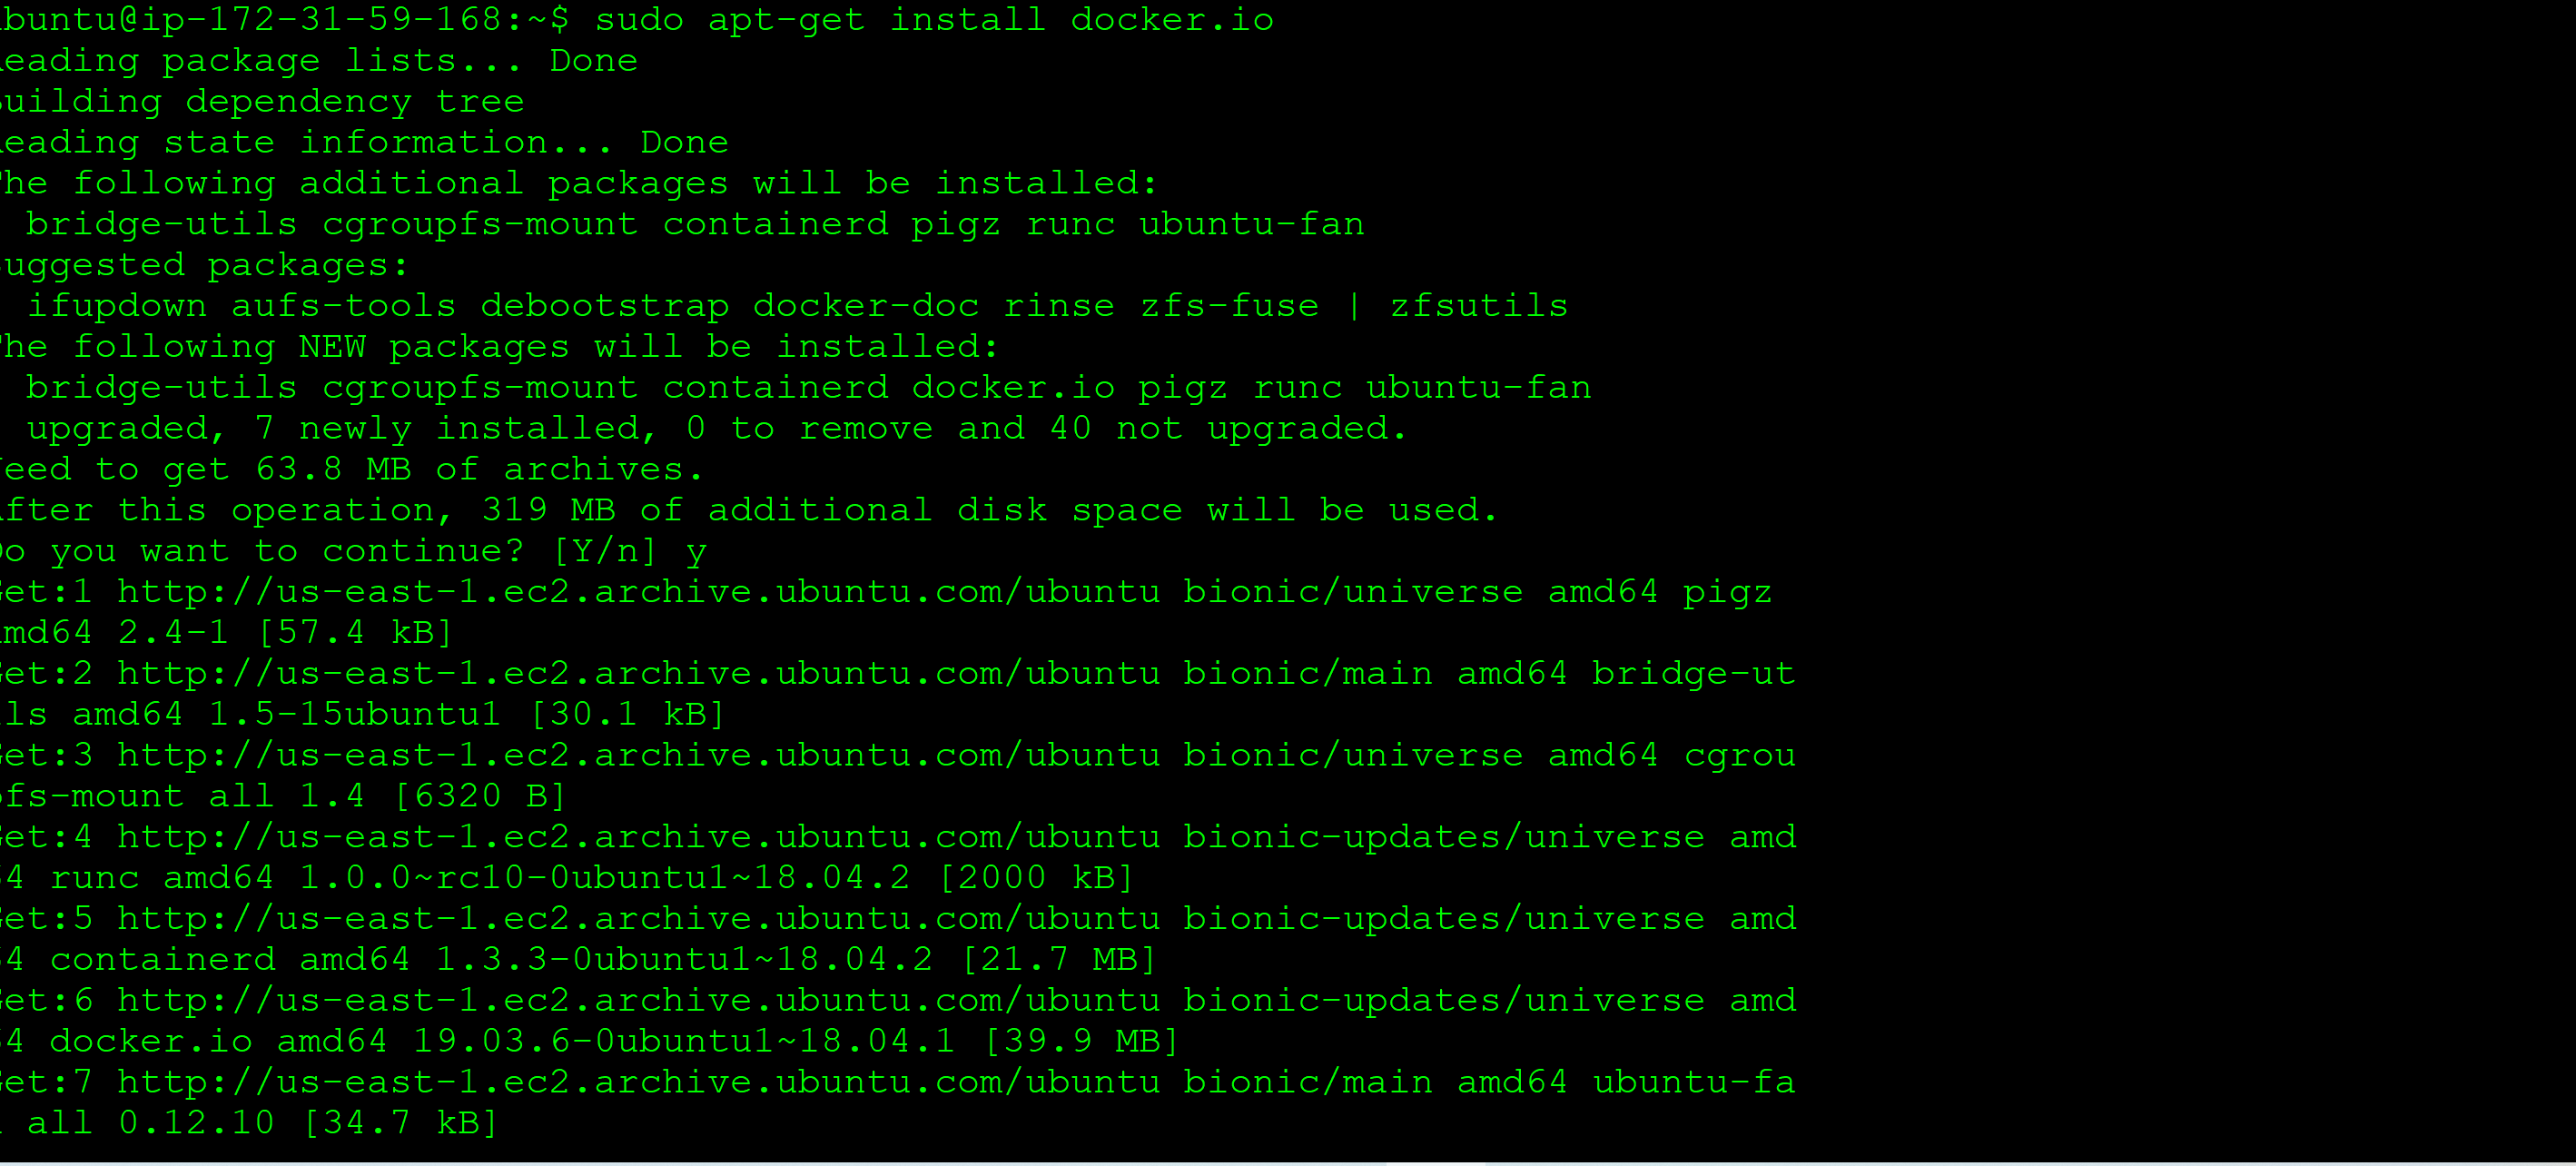 buntu@ip-172-31-59-168:~$ sudo apt-get install docker.io
eading package lists... Done
uilding dependency tree
eading state information... Done
he following additional packages will be installed:
bridge-utils cgroupfs-mount containerd pigz runc ubuntu-fan
uggested packages:
ifupdown aufs-tools debootstrap docker-doc rinse zfs-fuse | zfsutils
he following NEW packages will be installed:
bridge-utils cgroupfs-mount containerd docker.io pigz runc ubuntu-fan
upgraded, 7 newly installed, 0 to remove and 40 not upgraded.
eed to get 63.8 MB of archives.
fter this operation, 319 MB of additional disk space will be used.
o you want to continue? [Y/n] y
et:1 http://us-east-1.ec2.archive.ubuntu.com/ubuntu bionic/universe amd64 pigz
md64 2.4-1 [57.4 kB]
et:2 http://us-east-1.ec2.archive.ubuntu.com/ubuntu bionic/main amd64 bridge-ut
ls amd64 1.5-15ubuntu1 [30.1 kB]
et:3 http://us-east-1.ec2.archive.ubuntu.com/ubuntu bionic/universe amd64 cgrou
fs-mount all 1.4 [6320 B]
et:4 http://us-east-1.ec2.archive.ubuntu.com/ubuntu bionic-updates/universe amd
4 runc amd64 1.0.0~rc10-0ubuntu1~18.04.2 [2000 kB]
et:5 http://us-east-1.ec2.archive.ubuntu.com/ubuntu bionic-updates/universe amd
4 containerd amd64 1.3.3-0ubuntu1~18.04.2 [21.7 MB]
et:6 http://us-east-1.ec2.archive.ubuntu.com/ubuntu bionic-updates/universe amd
4 docker.io amd64 19.03.6-0ubuntu1~18.04.1 [39.9 MB]
et:7 http://us-east-1.ec2.archive.ubuntu.com/ubuntu bionic/main amd64 ubuntu-fa
all 0.12.10 [34.7 kB]